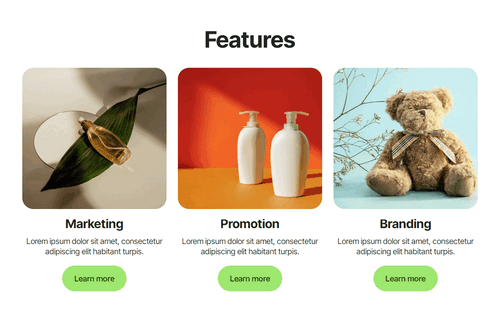 Features
Marketing
Lorem ipsum dolor sit amet, consectetur
adipiscing elit habitant turpis.
Learn more
Promotion
Lorem ipsum dolor sit amet, consectetur
adipiscing elit habitant turpis.
Learn more
Branding
Lorem ipsum dolor sit amet, consectetur
adipiscing elit habitant turpis.
Learn more